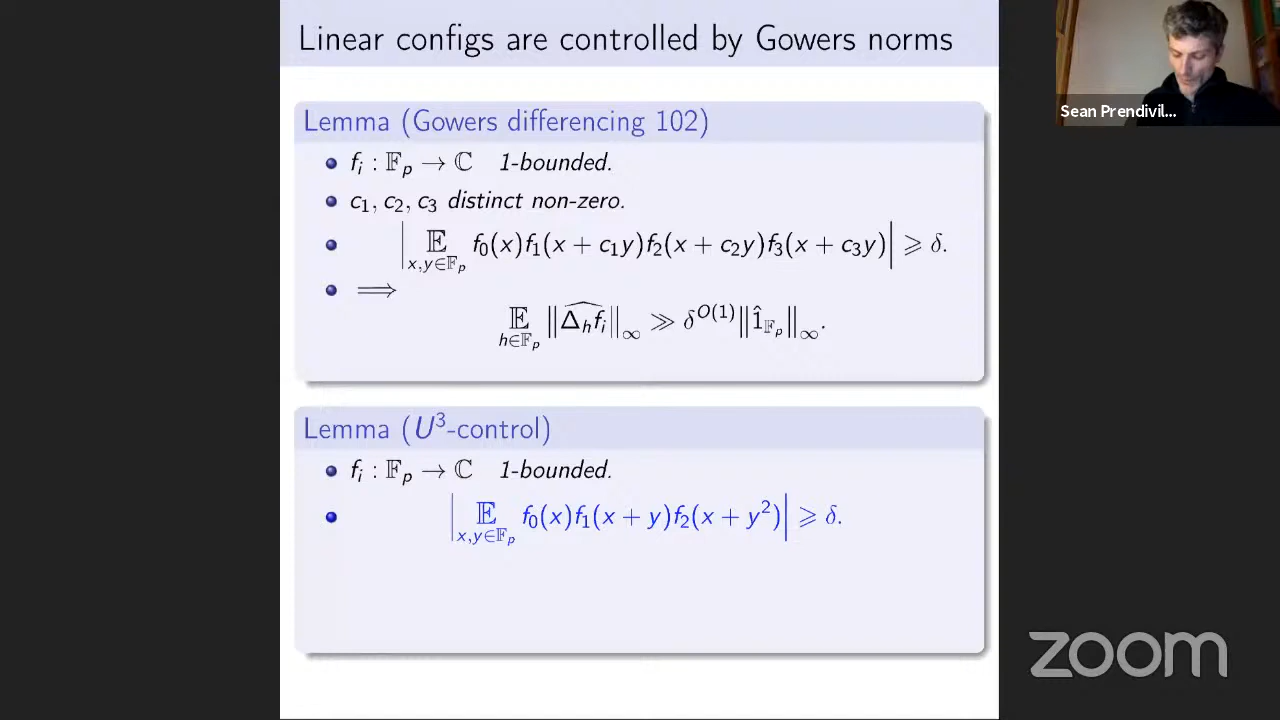 Linear configs are controlled by Gowers norms
Sean Prendivil...
Lemma (Gowers differencing 102)
f_i : 𝔽_p → ℂ 1-bounded.
c_1, c_2, c_3 distinct non-zero.
|𝔼_{x,y∈𝔽_p} f_0(x)f_1(x + c_1y)f_2(x + c_2y)f_3(x + c_3y)| ⩾ δ.
⟹
𝔼_{h∈𝔽_p} ‖\widehat{Δ_h f_i}‖_∞ ≫ δ^{O(1)}‖\hat{1}_{𝔽_p}‖_∞.
Lemma (U^3-control)
f_i : 𝔽_p → ℂ 1-bounded.
|𝔼_{x,y∈𝔽_p} f_0(x)f_1(x + y)f_2(x + y^2)| ⩾ δ.
zoom